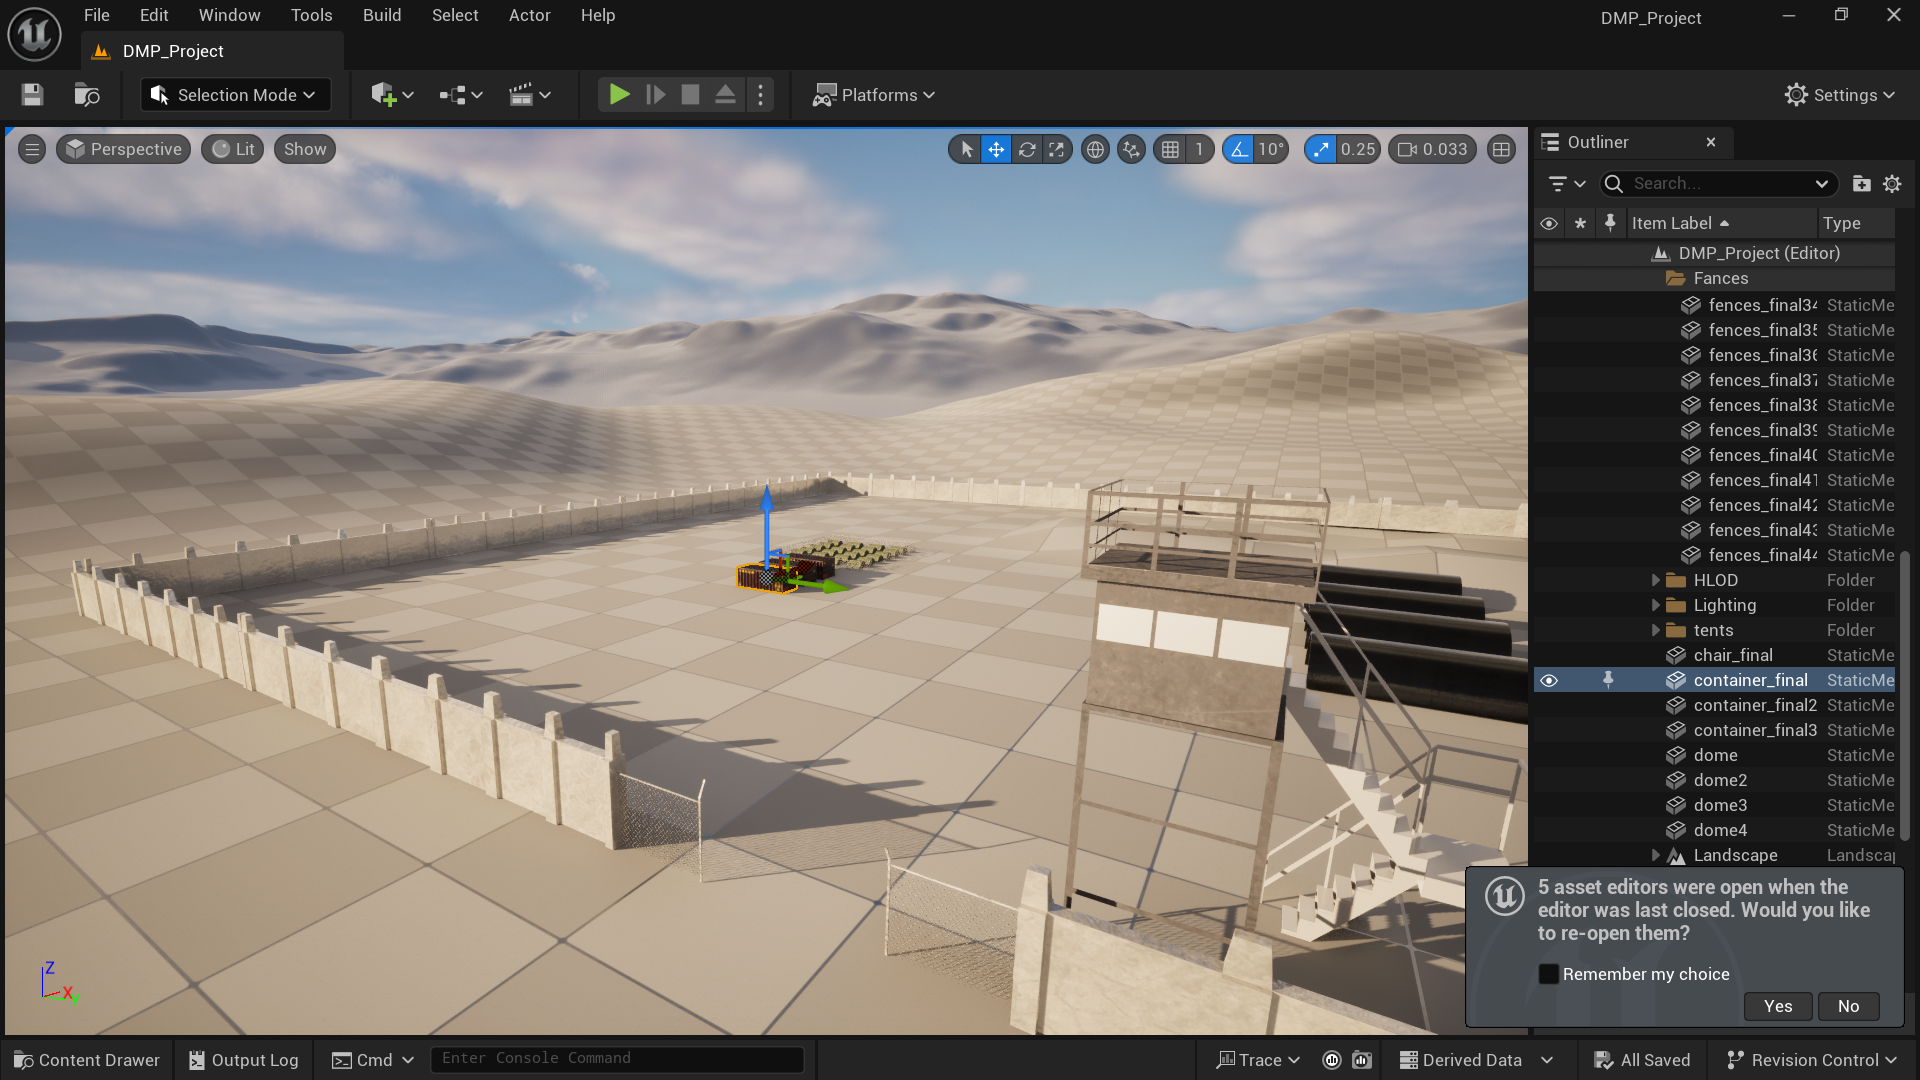 File Edit Window Tools Build Select Actor Help
DMP_Project
DMP_Project
Selection Mode
Platforms
Settings
Perspective Lit Show
1 10° 0.25 0.033
Outliner
Search...
Item Label Type
DMP_Project (Editor)
Fances
fences_final34 StaticMe
fences_final35 StaticMe
fences_final36 StaticMe
fences_final37 StaticMe
fences_final38 StaticMe
fences_final39 StaticMe
fences_final40 StaticMe
fences_final41 StaticMe
fences_final42 StaticMe
fences_final43 StaticMe
fences_final44 StaticMe
HLOD Folder
Lighting Folder
tents Folder
chair_final StaticMe
container_final StaticMe
container_final2 StaticMe
container_final3 StaticMe
dome StaticMe
dome2 StaticMe
dome3 StaticMe
dome4 StaticMe
Landscape Landscap
5 asset editors were open when the
editor was last closed. Would you like
to re-open them?
Remember my choice
Yes No
Z
X
Y
Content Drawer Output Log Cmd Enter Console Command Trace Derived Data All Saved Revision Control